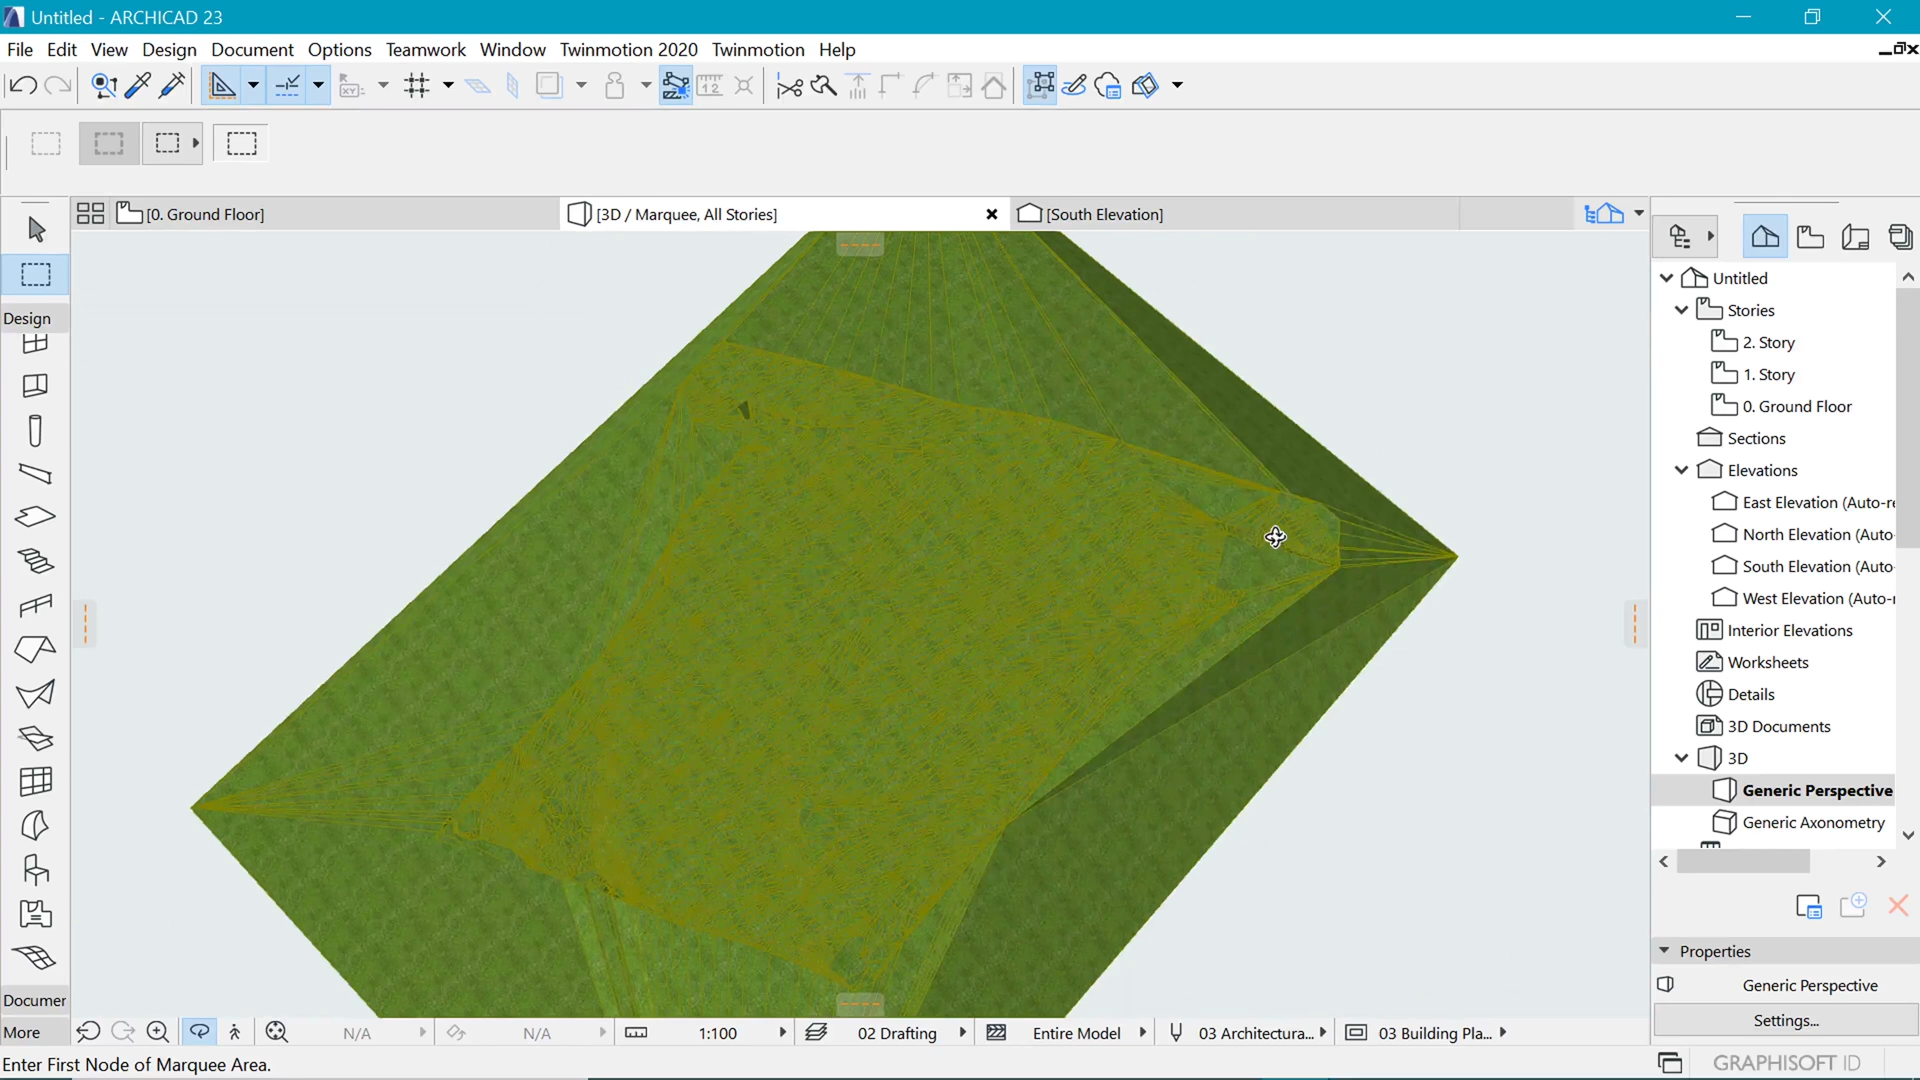 Untitled - ARCHICAD 23
File Edit View Design Document Options Teamwork Window Twinmotion 2020 Twinmotion Help
[0. Ground Floor]
[3D / Marquee, All Stories]
[South Elevation]
Design
Documer
More
Untitled
Stories
2. Story
1. Story
0. Ground Floor
Sections
Elevations
East Elevation (Auto-re
North Elevation (Auto-
South Elevation (Auto-
West Elevation (Auto-r
Interior Elevations
Worksheets
Details
3D Documents
3D
Generic Perspective
Generic Axonometry
Properties
Generic Perspective
Settings...
N/A
N/A
1:100
02 Drafting
Entire Model
03 Architectura...
03 Building Pla...
Enter First Node of Marquee Area.
GRAPHISOFT ID